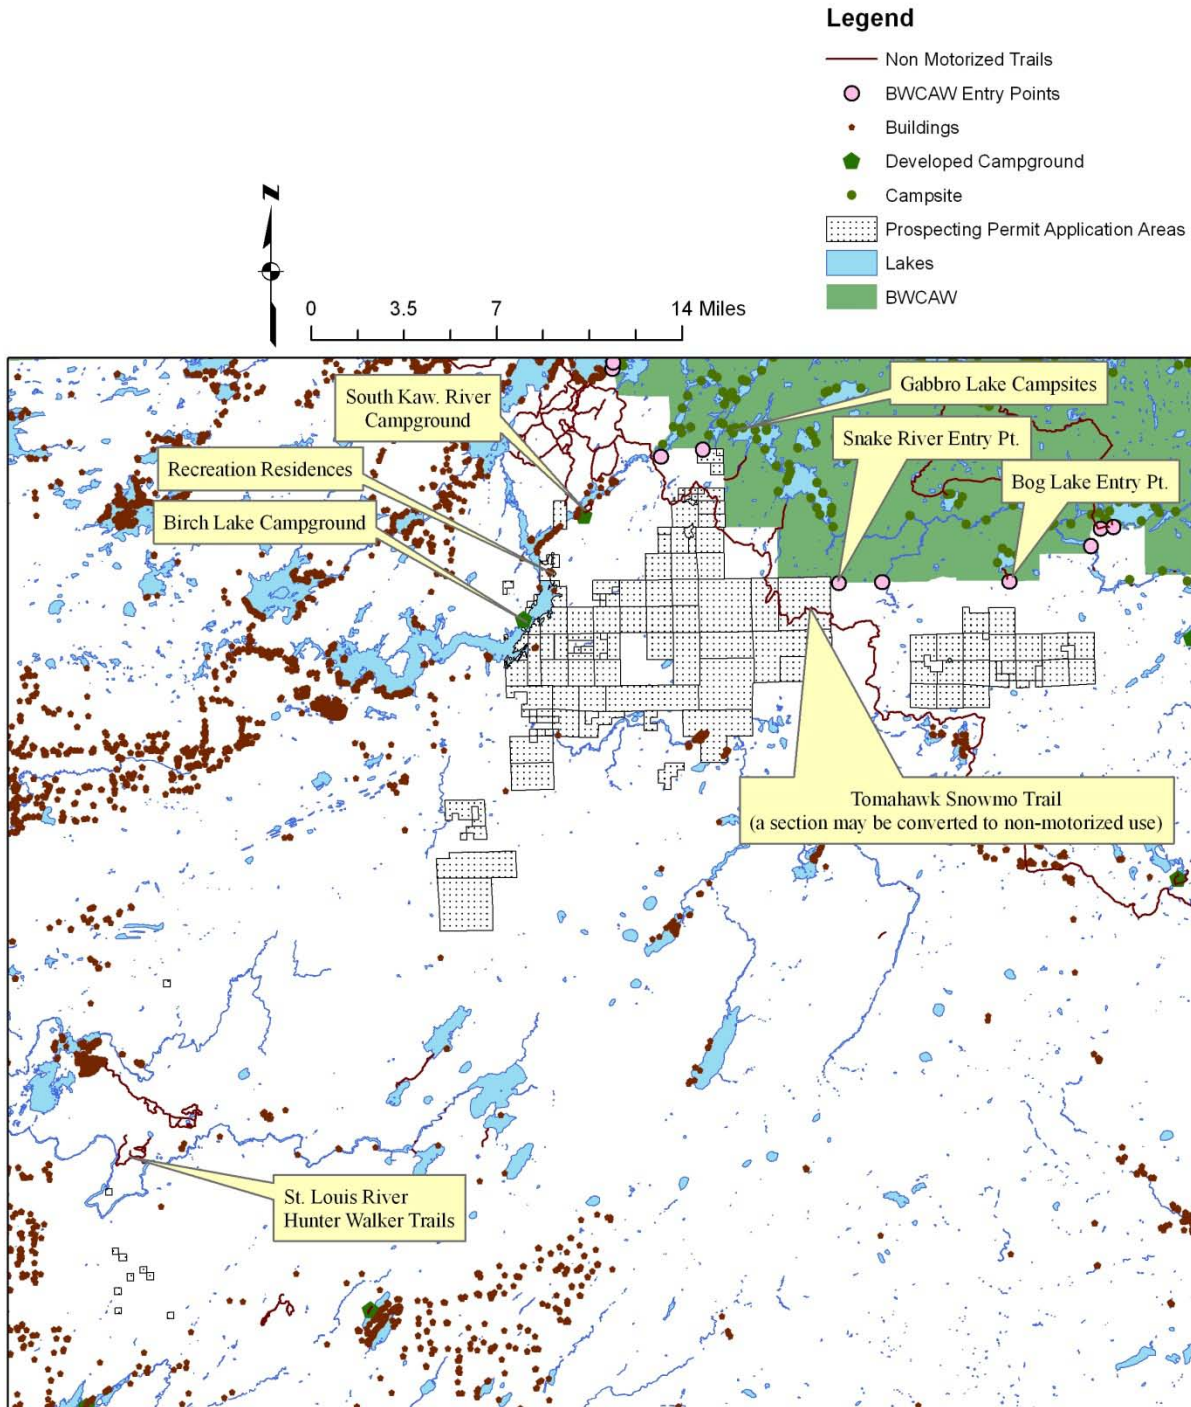 Legend
Non Motorized Trails
BWCAW Entry Points
Buildings
Developed Campground
Campsite
Prospecting Permit Application Areas
Lakes
BWCAW
N
0 3.5 7 14 Miles
South Kaw. River
Campground
Gabbro Lake Campsites
Snake River Entry Pt.
Recreation Residences
Bog Lake Entry Pt.
Birch Lake Campground
Tomahawk Snowmo Trail
(a section may be converted to non-motorized use)
St. Louis River
Hunter Walker Trails